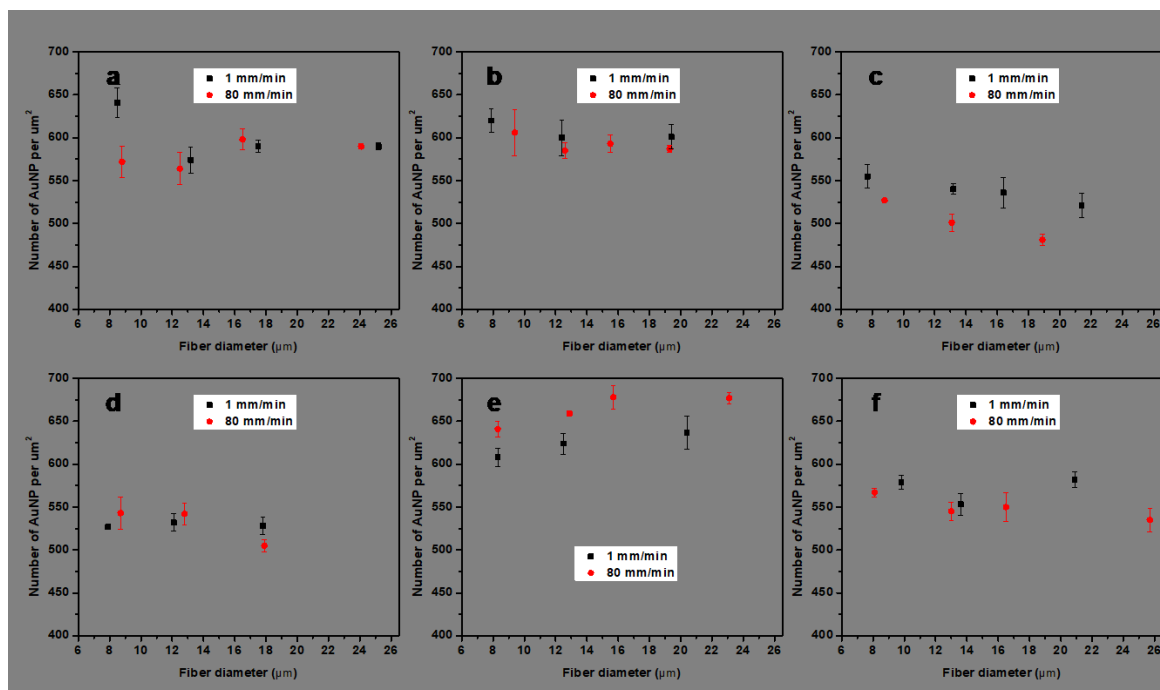 a
1 mm/min
80 mm/min
Number of AuNP per um²
700
650
600
550
500
450
400
6 8 10 12 14 16 18 20 22 24 26
Fiber diameter (μm)
b
1 mm/min
80 mm/min
Number of AuNP per um²
700
650
600
550
500
450
400
6 8 10 12 14 16 18 20 22 24 26
Fiber diameter (μm)
c
1 mm/min
80 mm/min
Number of AuNP per um²
700
650
600
550
500
450
400
6 8 10 12 14 16 18 20 22 24 26
Fiber diameter (μm)
d
1 mm/min
80 mm/min
Number of AuNP per um²
700
650
600
550
500
450
400
6 8 10 12 14 16 18 20 22 24 26
Fiber diameter (μm)
e
1 mm/min
80 mm/min
Number of AuNP per um²
700
650
600
550
500
450
400
6 8 10 12 14 16 18 20 22 24 26
Fiber diameter (μm)
f
1 mm/min
80 mm/min
Number of AuNP per um²
700
650
600
550
500
450
400
6 8 10 12 14 16 18 20 22 24 26
Fiber diameter (μm)